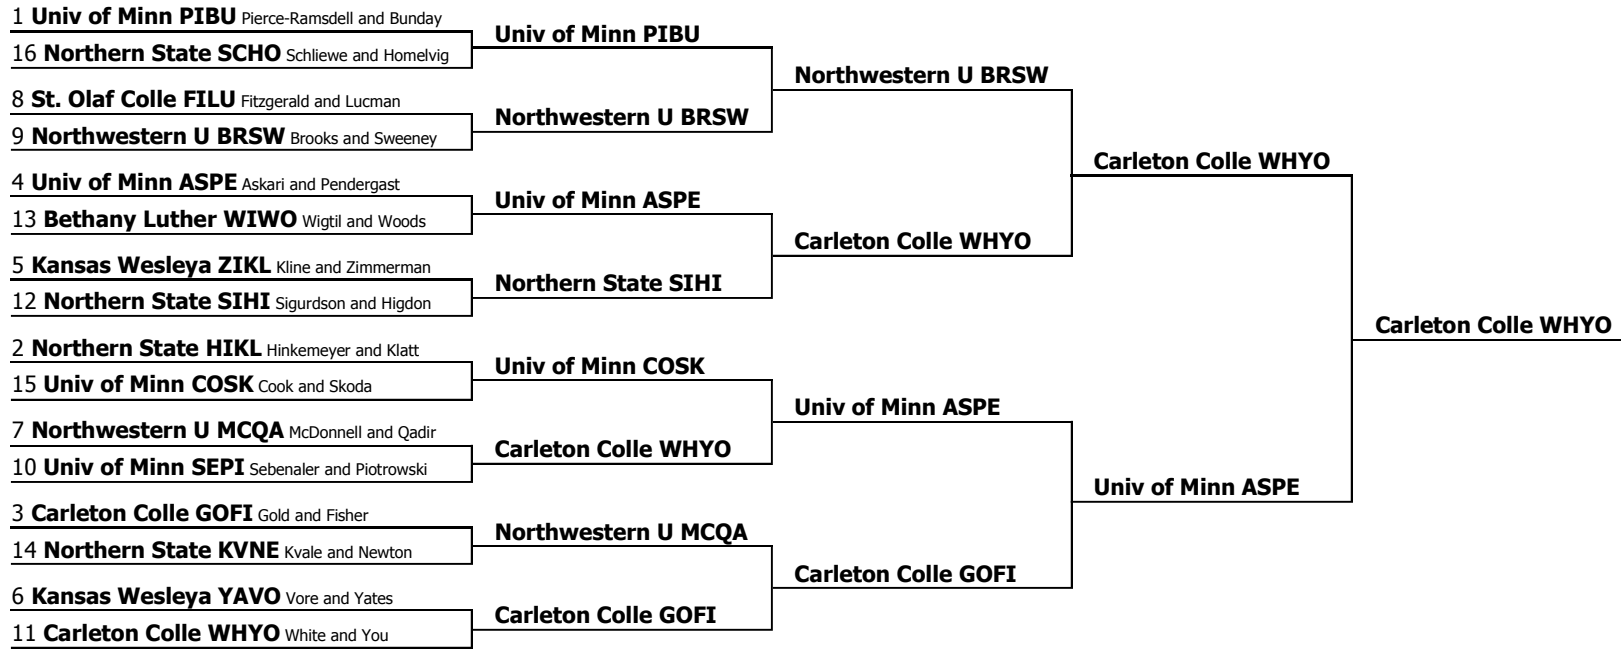 1 Univ of Minn PIBU Pierce-Ramsdell and Bunday
16 Northern State SCHO Schliewe and Homelvig
8 St. Olaf Colle FILU Fitzgerald and Lucman
9 Northwestern U BRSW Brooks and Sweeney
4 Univ of Minn ASPE Askari and Pendergast
13 Bethany Luther WIWO Wigtil and Woods
5 Kansas Wesleya ZIKL Kline and Zimmerman
12 Northern State SIHI Sigurdson and Higdon
2 Northern State HIKL Hinkemeyer and Klatt
15 Univ of Minn COSK Cook and Skoda
7 Northwestern U MCQA McDonnell and Qadir
10 Univ of Minn SEPI Sebenaler and Piotrowski
3 Carleton Colle GOFI Gold and Fisher
14 Northern State KVNE Kvale and Newton
6 Kansas Wesleya YAVO Vore and Yates
11 Carleton Colle WHYO White and You
Univ of Minn PIBU
Northwestern U BRSW
Univ of Minn ASPE
Northern State SIHI
Univ of Minn COSK
Carleton Colle WHYO
Northwestern U MCQA
Carleton Colle GOFI
Northwestern U BRSW
Carleton Colle WHYO
Univ of Minn ASPE
Carleton Colle GOFI
Carleton Colle WHYO
Univ of Minn ASPE
Carleton Colle WHYO